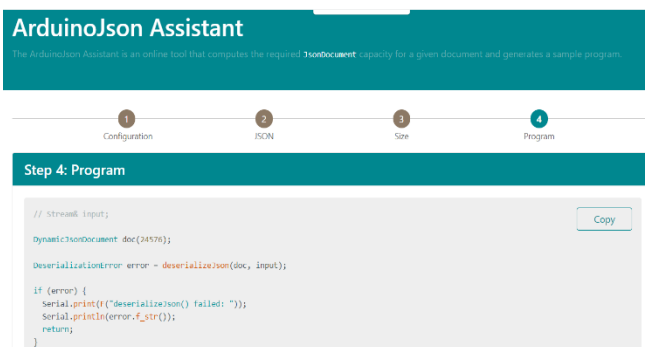 ArduinoJson Assistant
The ArduinoJson Assistant is an online tool that computes the required JsonDocument capacity for a given document and generates a sample program.
1
2
3
4
Configuration
JSON
Size
Program
Step 4: Program
// Stream& input;
Copy
DynamicJsonDocument doc(24576);
DeserializationError error = deserializeJson(doc, input);
if (error) {
Serial.print(F("deserializeJson() failed: "));
Serial.println(error.f_str());
return;
}